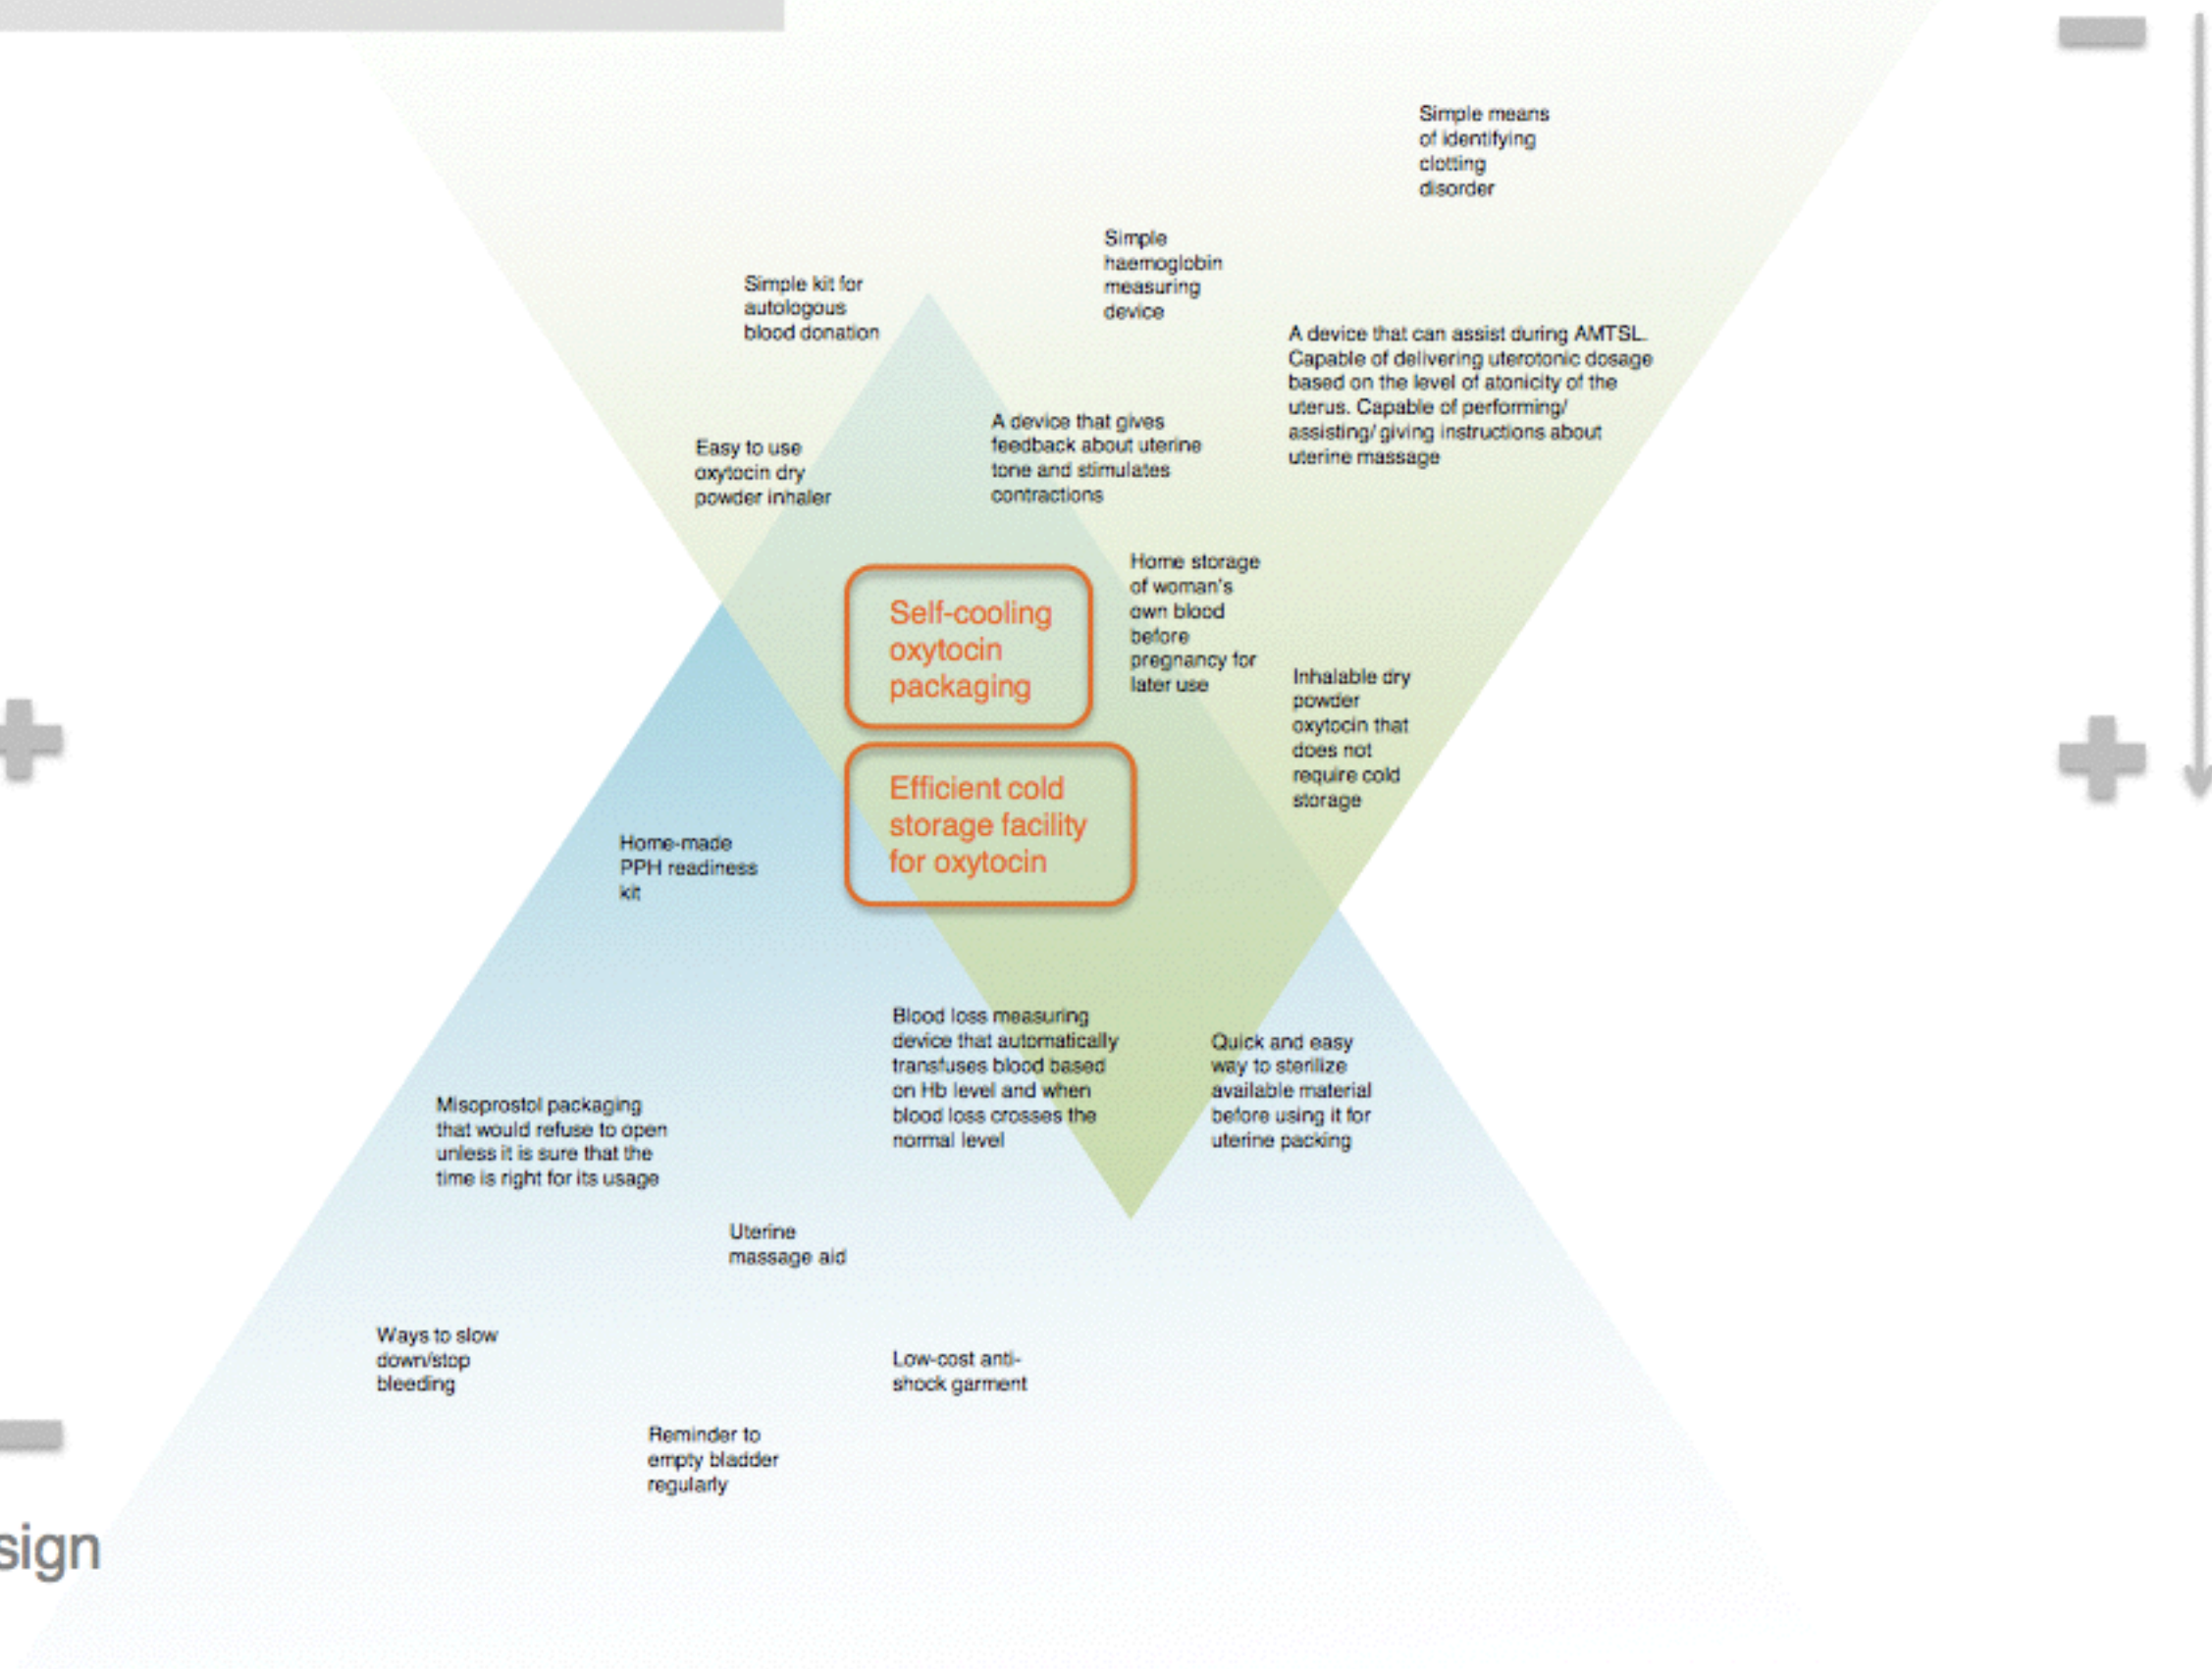 Simple means
of identifying
clotting
disorder
Simple
haemoglobin
measuring
device
Simple kit for
autologous
blood donation
A device that can assist during AMTSL.
Capable of delivering uterotonic dosage
based on the level of atonicity of the
uterus. Capable of performing/
assisting/ giving instructions about
uterine massage
A device that gives
feedback about uterine
tone and stimulates
contractions
Easy to use
oxytocin dry
powder inhaler
Home storage
of woman's
own blood
before
pregnancy for
later use
Self-cooling
oxytocin
packaging
Inhalable dry
powder
oxytocin that
does not
require cold
storage
Efficient cold
storage facility
for oxytocin
Home-made
PPH readiness
kit
Blood loss measuring
device that automatically
transfuses blood based
on Hb level and when
blood loss crosses the
normal level
Quick and easy
way to sterilize
available material
before using it for
uterine packing
Misoprostol packaging
that would refuse to open
unless it is sure that the
time is right for its usage
Uterine
massage aid
Ways to slow
down/stop
bleeding
Low-cost anti-
shock garment
Reminder to
empty bladder
regularly
sign